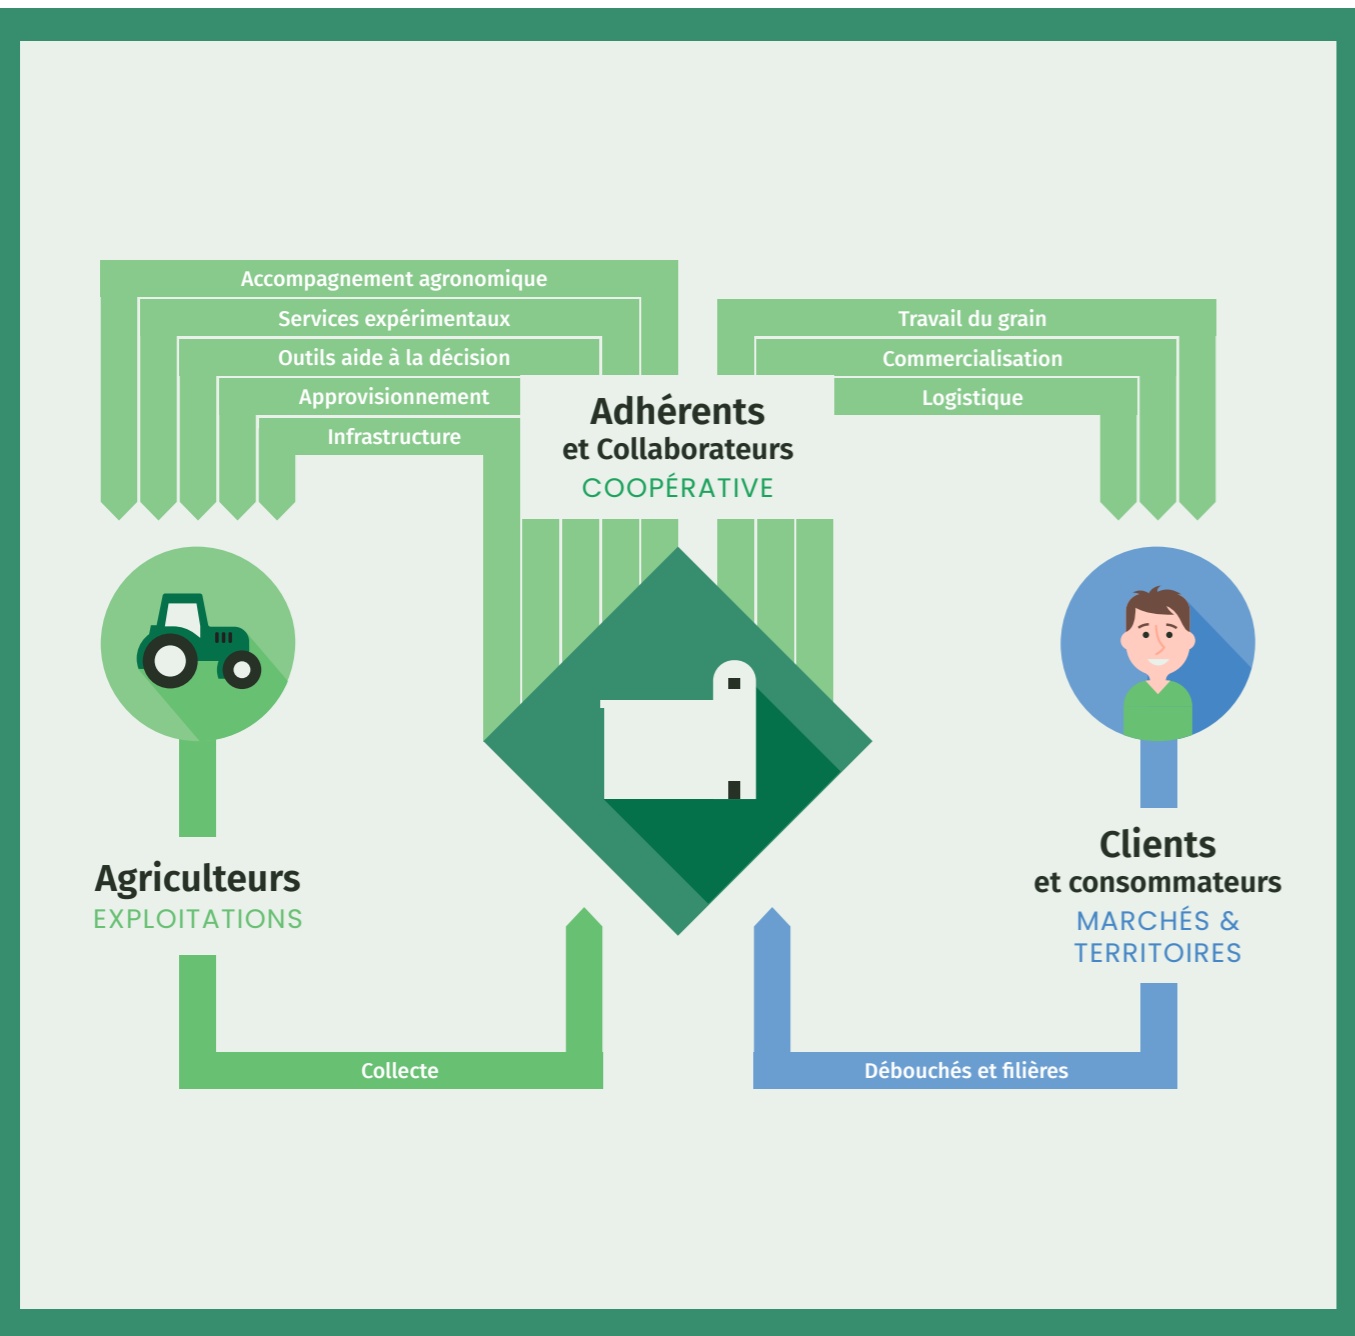 Accompagnement agronomique
Services expérimentaux
Outils aide à la décision
Approvisionnement
Infrastructure
Travail du grain
Commercialisation
Logistique
Adhérents
et Collaborateurs
COOPÉRATIVE
Agriculteurs
EXPLOITATIONS
Clients
et consommateurs
MARCHÉS &
TERRITOIRES
Collecte
Débouchés et filières